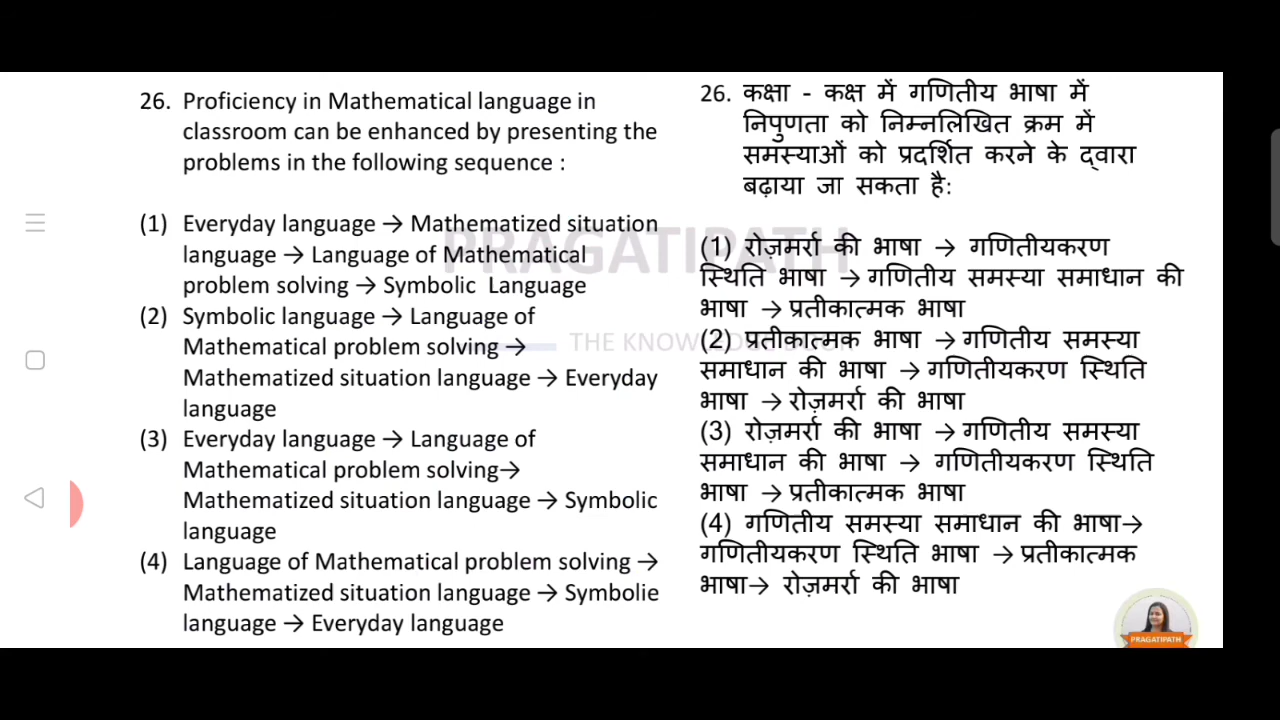 26. Proficiency in Mathematical language in
classroom can be enhanced by presenting the
problems in the following sequence :
(1) Everyday language → Mathematized situation
language → Language of Mathematical
problem solving → Symbolic Language
(2) Symbolic language → Language of
Mathematical problem solving →
Mathematized situation language → Everyday
language
(3) Everyday language → Language of
Mathematical problem solving→
Mathematized situation language → Symbolic
language
(4) Language of Mathematical problem solving →
Mathematized situation language → Symbolie
language → Everyday language
26. कक्षा - कक्ष में गणितीय भाषा में
निपुणता को निम्नलिखित क्रम में
समस्याओं को प्रदर्शित करने के द्वारा
बढ़ाया जा सकता है:
(1) रोज़मर्रा की भाषा → गणितीयकरण
स्थिति भाषा → गणितीय समस्या समाधान की
भाषा → प्रतीकात्मक भाषा
(2) प्रतीकात्मक भाषा → गणितीय समस्या
समाधान की भाषा → गणितीयकरण स्थिति
भाषा → रोज़मर्रा की भाषा
(3) रोज़मर्रा की भाषा → गणितीय समस्या
समाधान की भाषा → गणितीयकरण स्थिति
भाषा → प्रतीकात्मक भाषा
(4) गणितीय समस्या समाधान की भाषा→
गणितीयकरण स्थिति भाषा → प्रतीकात्मक
भाषा→ रोज़मर्रा की भाषा
PRAGATIPATH
THE
PRAGATIPATH